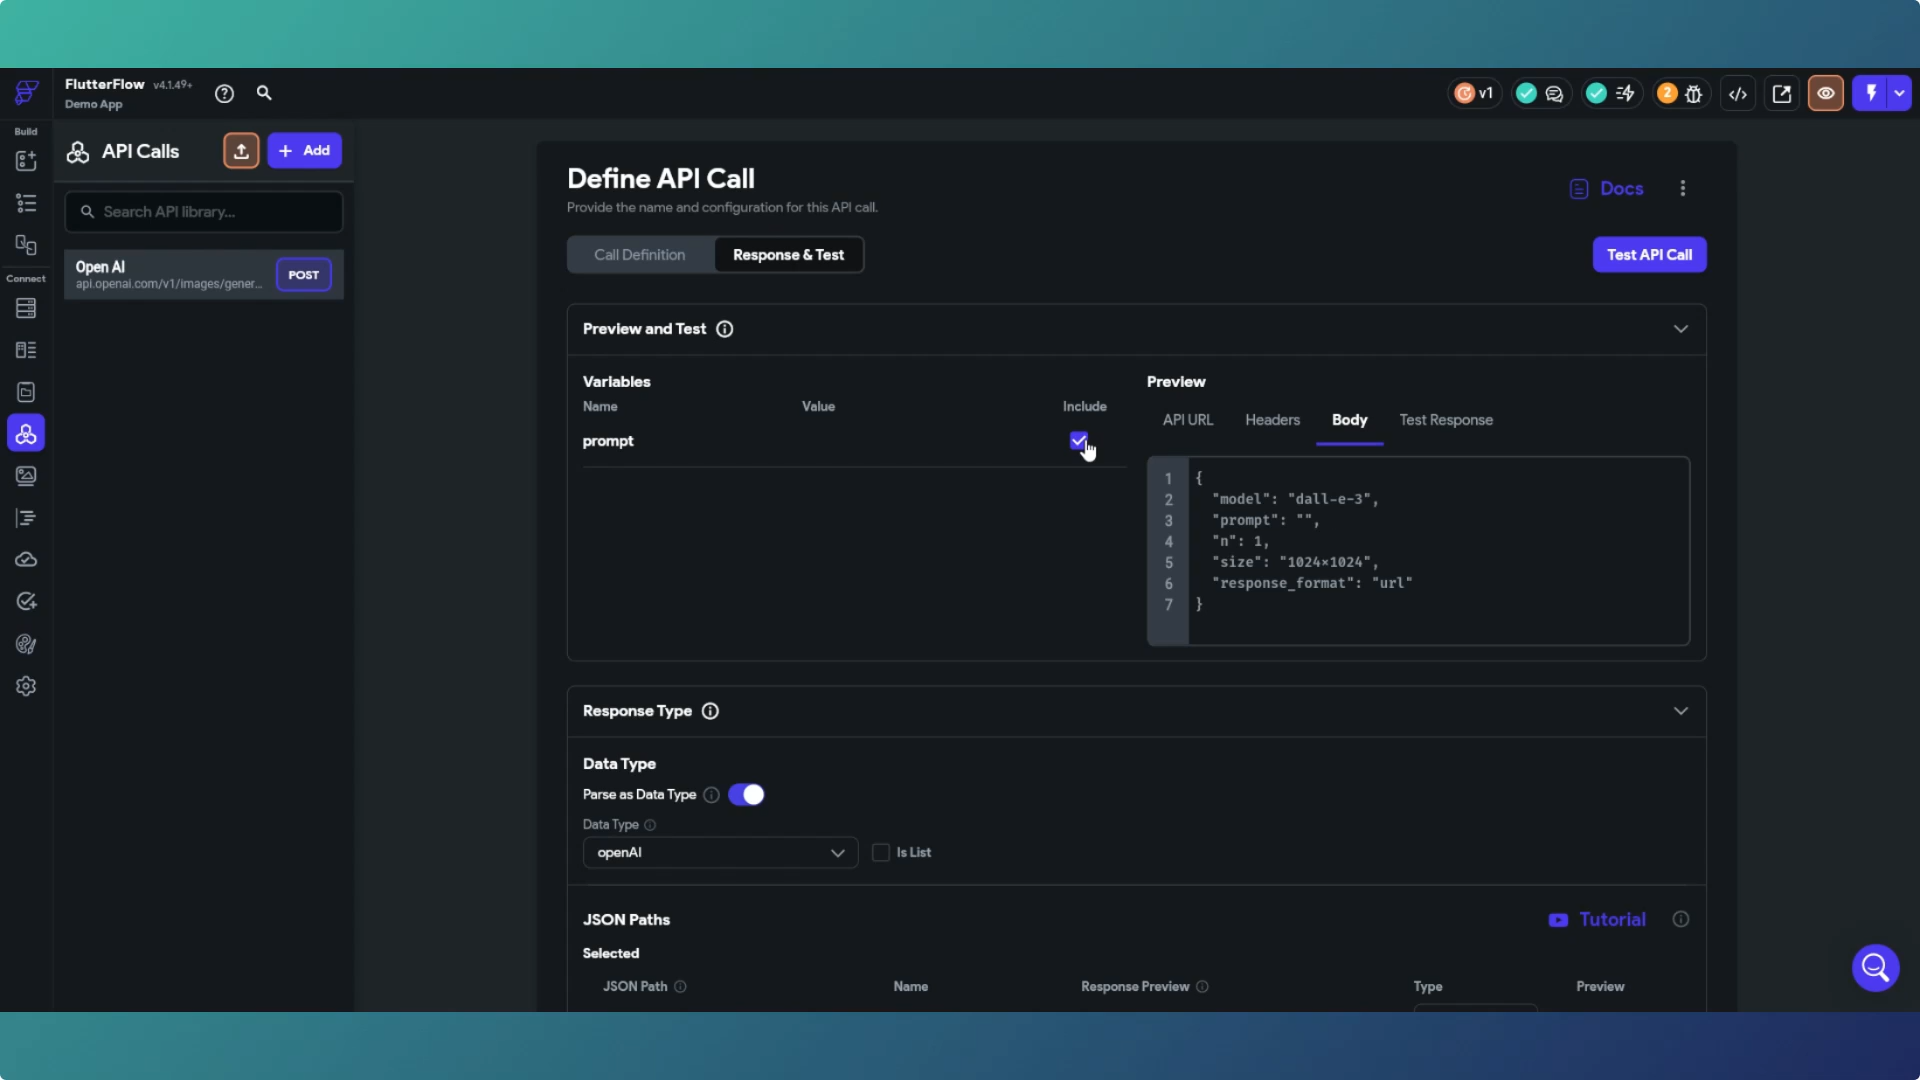 FlutterFlow v4.1.49+
Demo App
v1
2
Build
Connect
API Calls
+ Add
Search API library...
Open AI
api.openai.com/v1/images/gener...
POST
Define API Call
Provide the name and configuration for this API call.
Docs
Call Definition
Response & Test
Test API Call
Preview and Test
Variables
Name
Value
Include
prompt
Preview
API URL
Headers
Body
Test Response
1 {
2 "model": "dall-e-3",
3 "prompt": "",
4 "n": 1,
5 "size": "1024×1024",
6 "response_format": "url"
7 }
Response Type
Data Type
Parse as Data Type
Data Type
openAI
Is List
JSON Paths
Tutorial
Selected
JSON Path
Name
Response Preview
Type
Preview